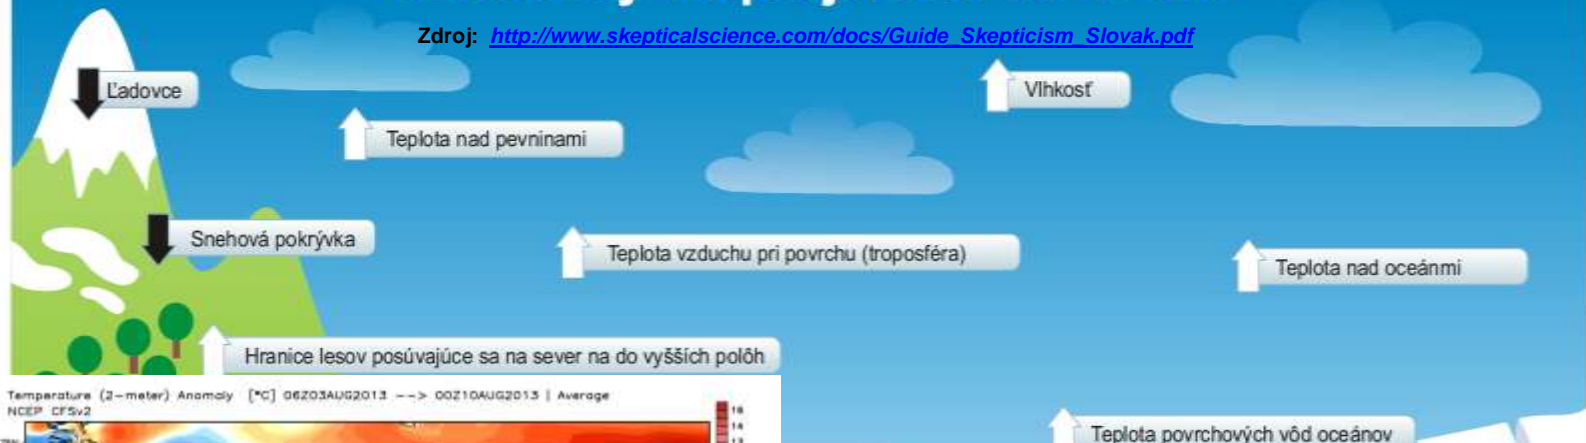 Zdroj: http://www.skepticalscience.com/docs/Guide_Skepticism_Slovak.pdf
Ľadovce
Vlhkosť
Teplota nad pevninami
Snehová pokrývka
Teplota vzduchu pri povrchu (troposféra)
Teplota nad oceánmi
Hranice lesov posúvajúce sa na sever na do vyšších polôh
Temperature (2-meter) Anomaly [°C] 06Z03AUG2013 --> 00Z10AUG2013 | Average
NCEP CFSv2
16
14
Teplota povrchových vôd oceánov